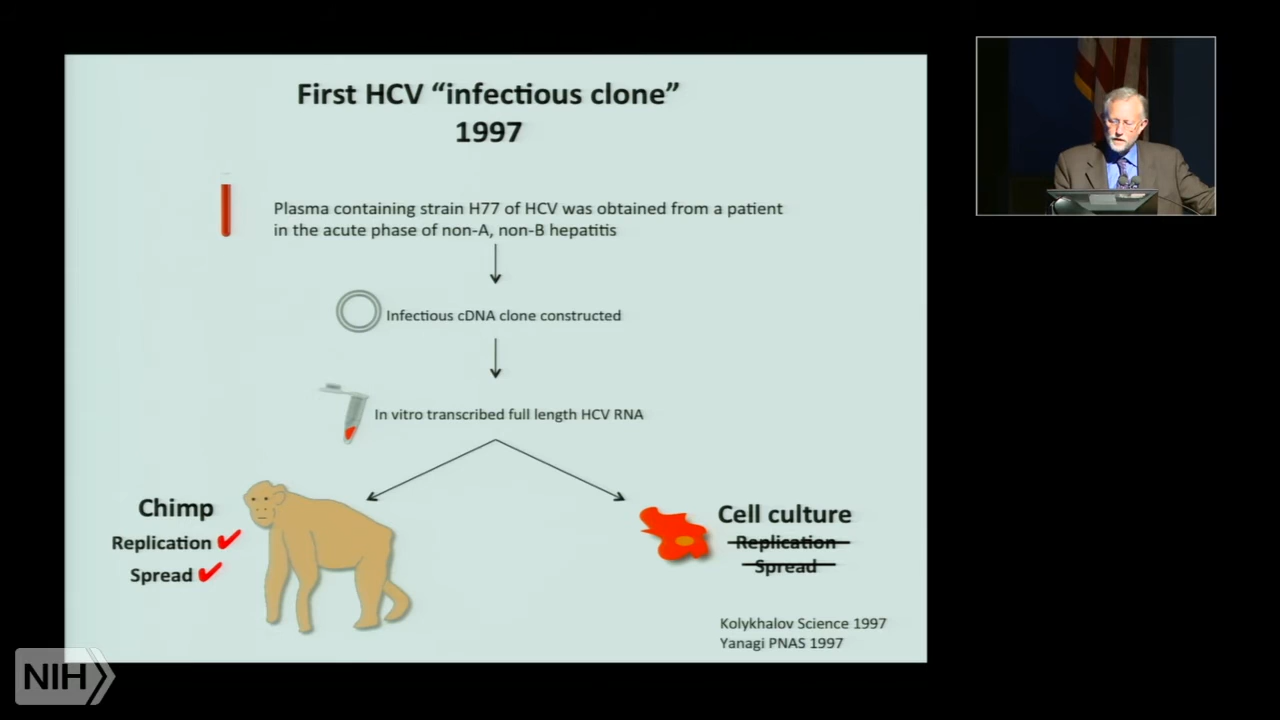 First HCV “infectious clone”
1997
Plasma containing strain H77 of HCV was obtained from a patient
in the acute phase of non-A, non-B hepatitis
Infectious cDNA clone constructed
In vitro transcribed full length HCV RNA
Chimp
Replication
Spread
Cell culture
Replication
Spread
Kolykhalov Science 1997
Yanagi PNAS 1997
NIH